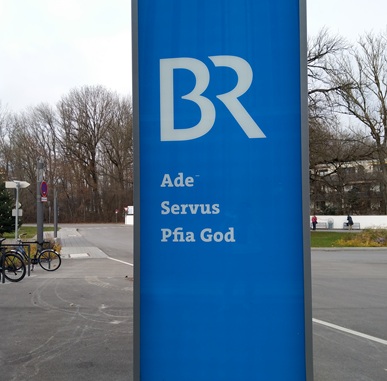 BR
Ade
Servus
Pfia God